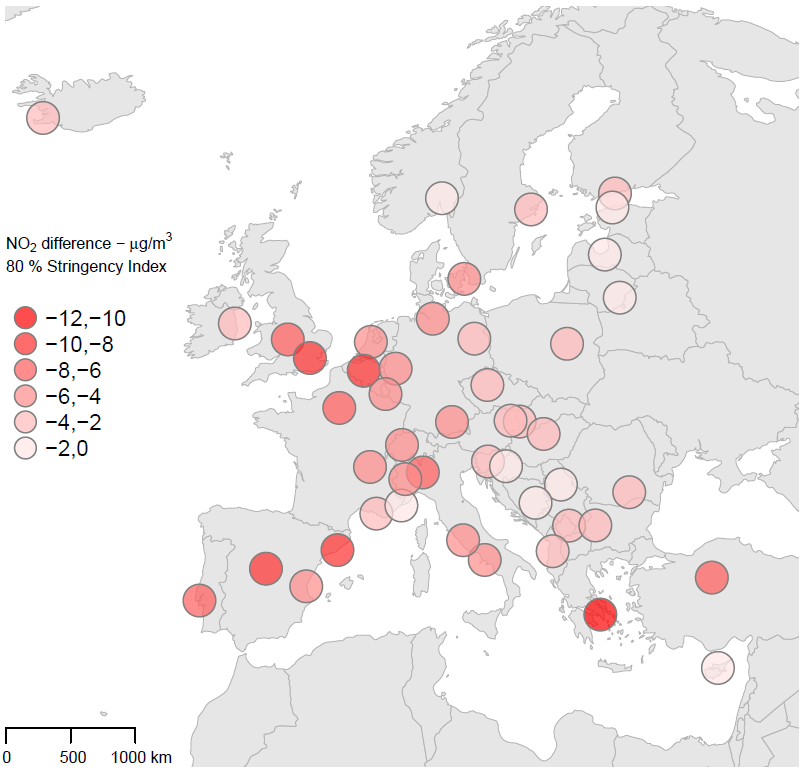 NO₂ difference − μg/m³
80 % Stringency Index
−12,−10
−10,−8
−8,−6
−6,−4
−4,−2
−2,0
0 500 1000 km